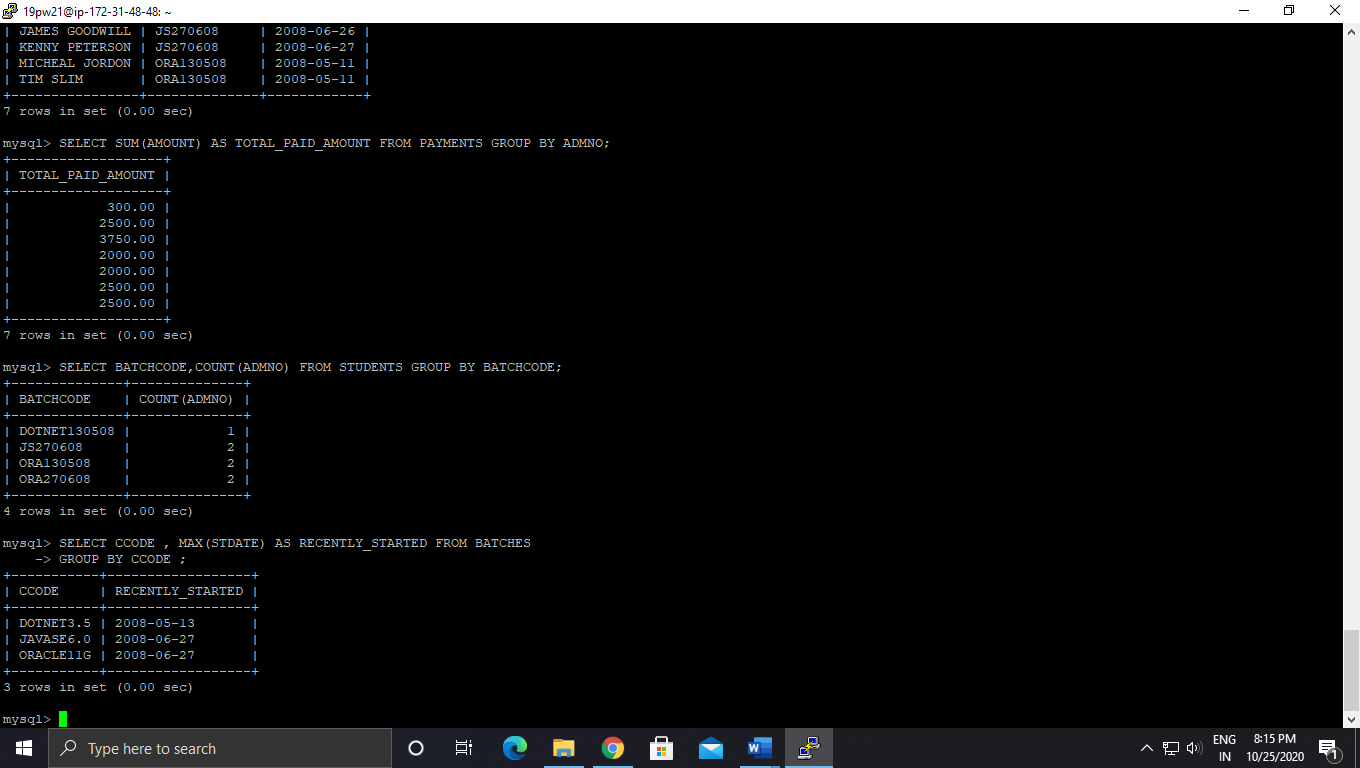 19pw21@ip-172-31-48-48: ~
| JAMES GOODWILL | JS270608     | 2008-06-26 |
| KENNY PETERSON | JS270608     | 2008-06-27 |
| MICHEAL JORDON | ORA130508    | 2008-05-11 |
| TIM SLIM       | ORA130508    | 2008-05-11 |
+----------------+--------------+------------+
7 rows in set (0.00 sec)
mysql> SELECT SUM(AMOUNT) AS TOTAL_PAID_AMOUNT FROM PAYMENTS GROUP BY ADMNO;
+-------------------+
| TOTAL_PAID_AMOUNT |
+-------------------+
|            300.00 |
|           2500.00 |
|           3750.00 |
|           2000.00 |
|           2000.00 |
|           2500.00 |
|           2500.00 |
+-------------------+
7 rows in set (0.00 sec)
mysql> SELECT BATCHCODE,COUNT(ADMNO) FROM STUDENTS GROUP BY BATCHCODE;
+--------------+--------------+
| BATCHCODE    | COUNT(ADMNO) |
+--------------+--------------+
| DOTNET130508 |            1 |
| JS270608     |            2 |
| ORA130508    |            2 |
| ORA270608    |            2 |
+--------------+--------------+
4 rows in set (0.00 sec)
mysql> SELECT CCODE , MAX(STDATE) AS RECENTLY_STARTED FROM BATCHES
    -> GROUP BY CCODE ;
+-----------+------------------+
| CCODE     | RECENTLY_STARTED |
+-----------+------------------+
| DOTNET3.5 | 2008-05-13       |
| JAVASE6.0 | 2008-06-27       |
| ORACLE11G | 2008-06-27       |
+-----------+------------------+
3 rows in set (0.00 sec)
mysql>
Type here to search
ENG
IN
8:15 PM
10/25/2020
1